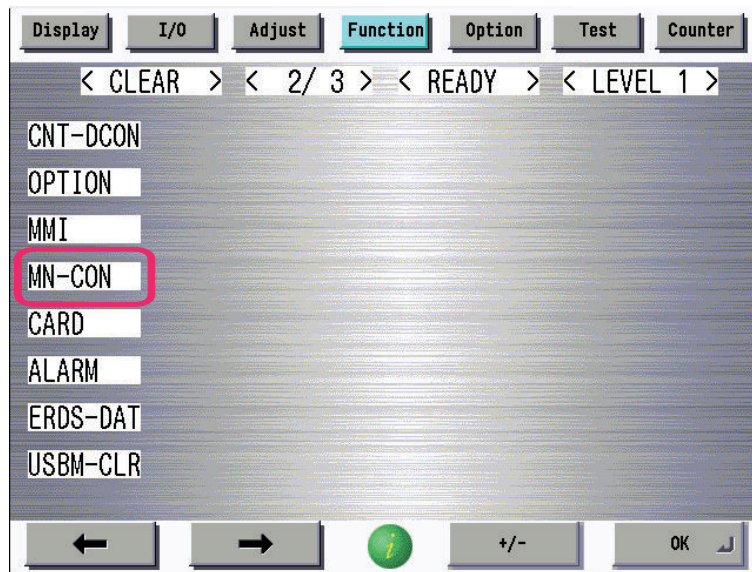 Display I/O Adjust Function Option Test Counter
< CLEAR > < 2/ 3 > < READY > < LEVEL 1 >
CNT-DCON
OPTION
MMI
MN-CON
CARD
ALARM
ERDS-DAT
USBM-CLR
← → i +/- OK